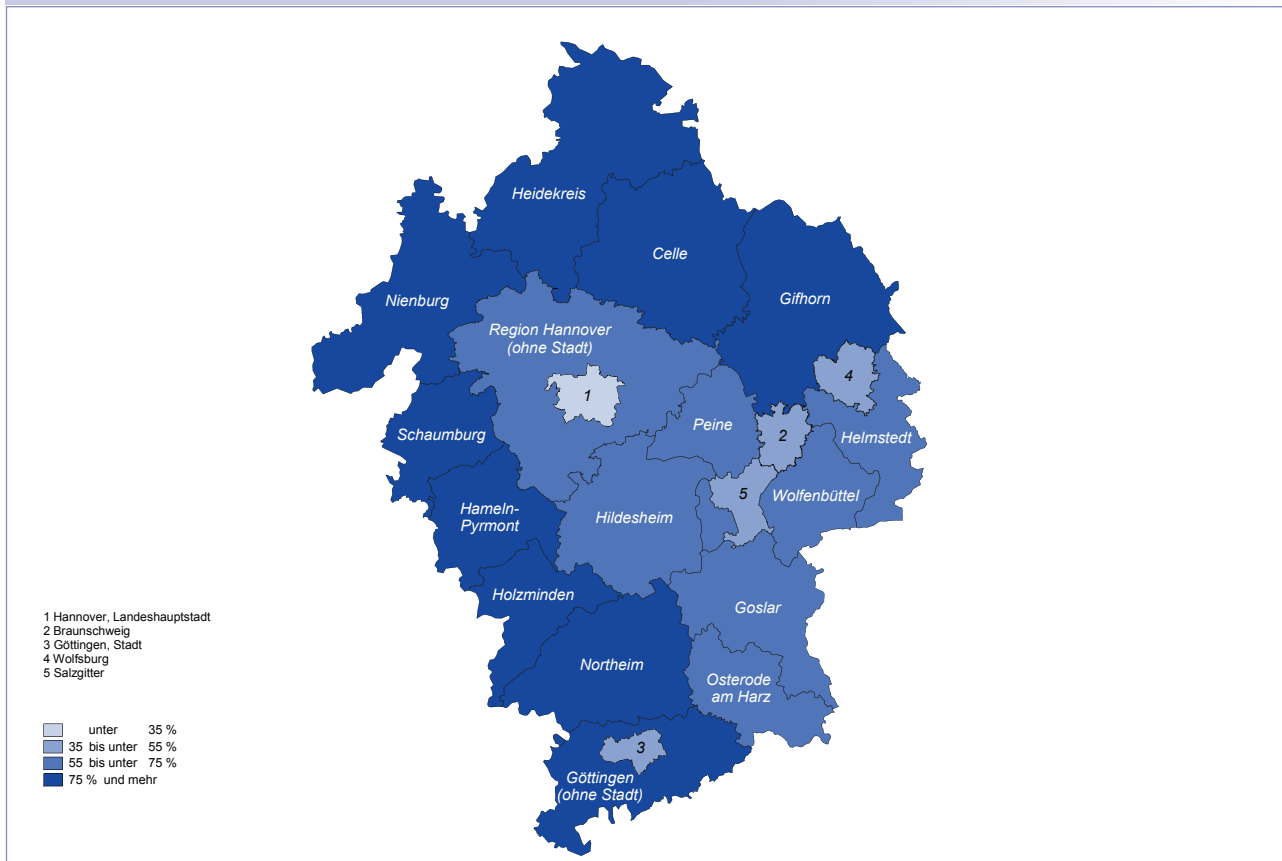 Heidekreis
Celle
Nienburg
Gifhorn
Region Hannover
(ohne Stadt)
4
1
Schaumburg
Peine
2
Helmstedt
5
Wolfenbüttel
Hameln-
Pyrmont
Hildesheim
Holzminden
Goslar
Northeim
Osterode
am Harz
3
Göttingen
(ohne Stadt)
1 Hannover, Landeshauptstadt
2 Braunschweig
3 Göttingen, Stadt
4 Wolfsburg
5 Salzgitter
unter 35 %
35 bis unter 55 %
55 bis unter 75 %
75 % und mehr